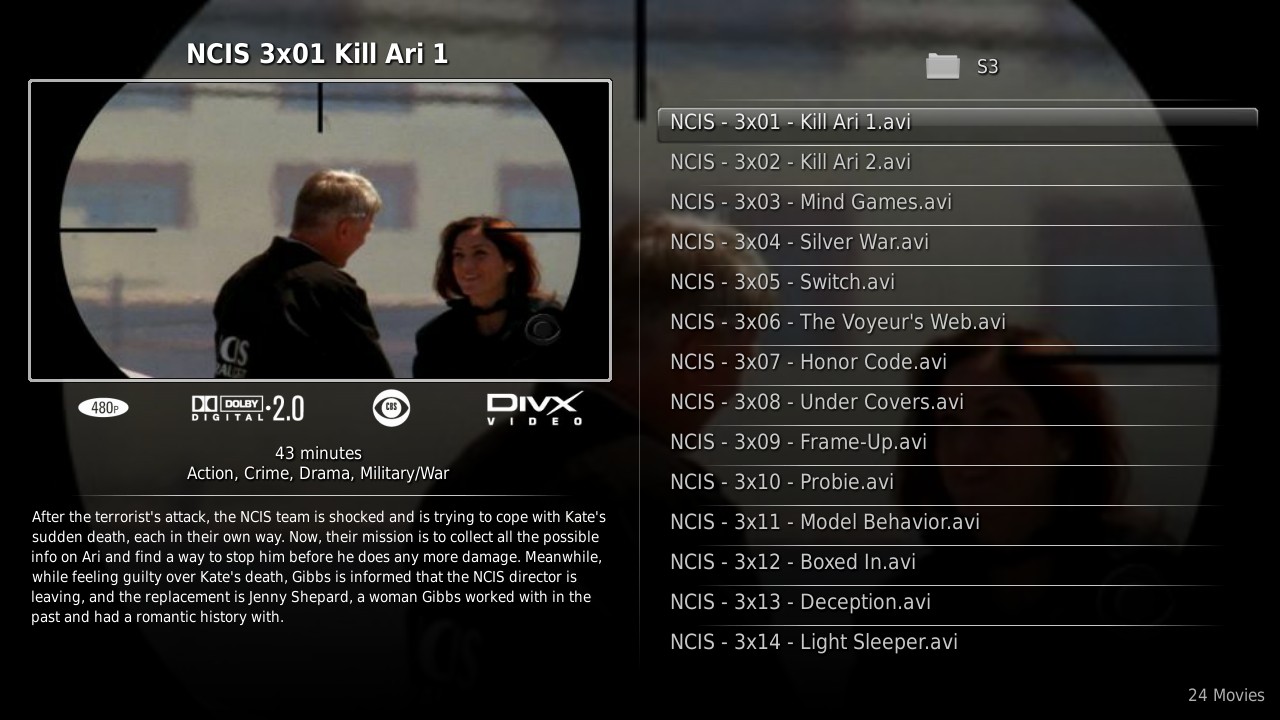 NCIS 3x01 Kill Ari 1
480P
DOLBY
DIGITAL 2.0
CBS
DIVX
VIDEO
43 minutes
Action, Crime, Drama, Military/War
After the terrorist's attack, the NCIS team is shocked and is trying to cope with Kate's
sudden death, each in their own way. Now, their mission is to collect all the possible
info on Ari and find a way to stop him before he does any more damage. Meanwhile,
while feeling guilty over Kate's death, Gibbs is informed that the NCIS director is
leaving, and the replacement is Jenny Shepard, a woman Gibbs worked with in the
past and had a romantic history with.
S3
NCIS - 3x01 - Kill Ari 1.avi
NCIS - 3x02 - Kill Ari 2.avi
NCIS - 3x03 - Mind Games.avi
NCIS - 3x04 - Silver War.avi
NCIS - 3x05 - Switch.avi
NCIS - 3x06 - The Voyeur's Web.avi
NCIS - 3x07 - Honor Code.avi
NCIS - 3x08 - Under Covers.avi
NCIS - 3x09 - Frame-Up.avi
NCIS - 3x10 - Probie.avi
NCIS - 3x11 - Model Behavior.avi
NCIS - 3x12 - Boxed In.avi
NCIS - 3x13 - Deception.avi
NCIS - 3x14 - Light Sleeper.avi
24 Movies